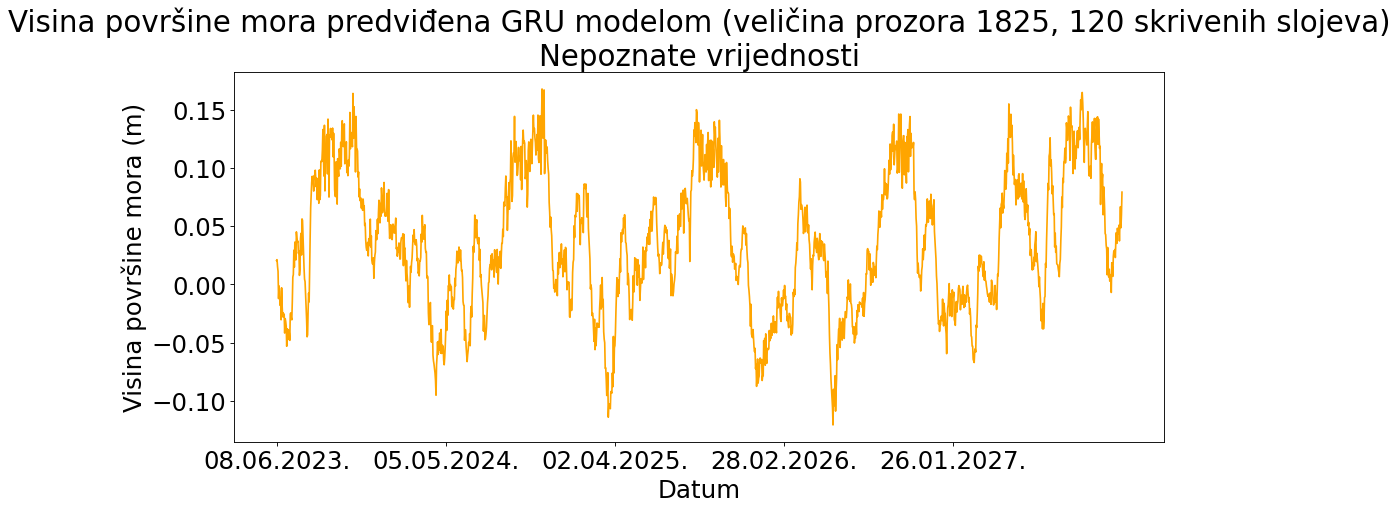 Visina površine mora predviđena GRU modelom (veličina prozora 1825, 120 skrivenih slojeva)
Nepoznate vrijednosti
Visina površine mora (m)
0.15
0.10
0.05
0.00
−0.05
−0.10
08.06.2023. 05.05.2024. 02.04.2025. 28.02.2026. 26.01.2027.
Datum